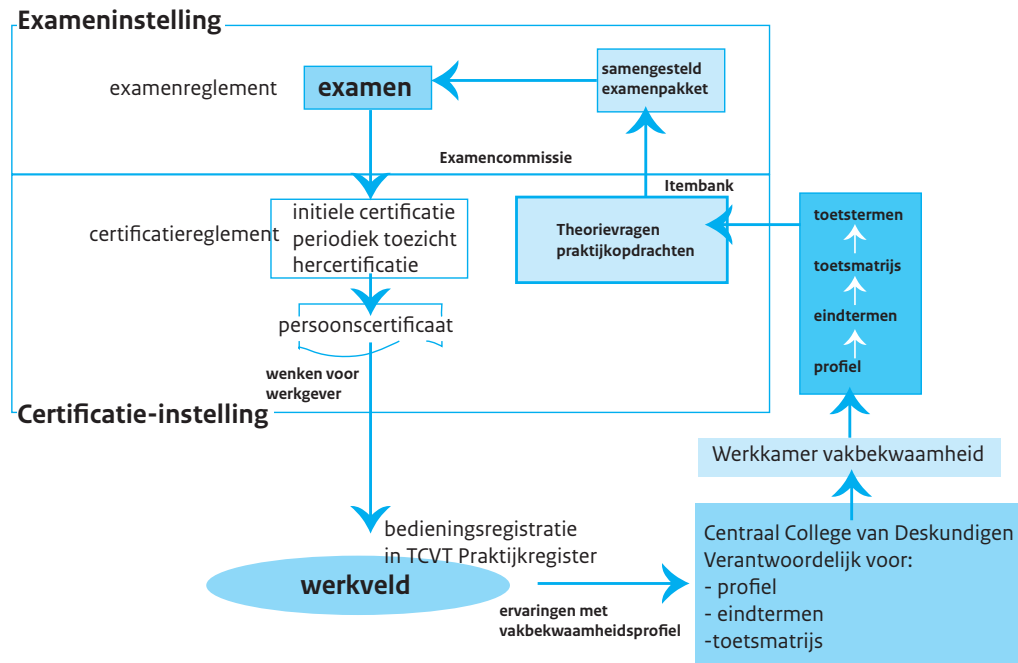 Exameninstelling
examenreglement
examen
samengesteld
examenpakket
Examencommissie
Itembank
certificatiereglement
initiele certificatie
periodiek toezicht
hercertificatie
Theorievragen
praktijkopdrachten
toetstermen
toetsmatrijs
eindtermen
profiel
persoonscertificaat
wenken voor
werkgever
Certificatie-instelling
Werkkamer vakbekwaamheid
bedieningsregistratie
in TCVT Praktijkregister
werkveld
ervaringen met
vakbekwaamheidsprofiel
Centraal College van Deskundigen
Verantwoordelijk voor:
- profiel
- eindtermen
-toetsmatrijs